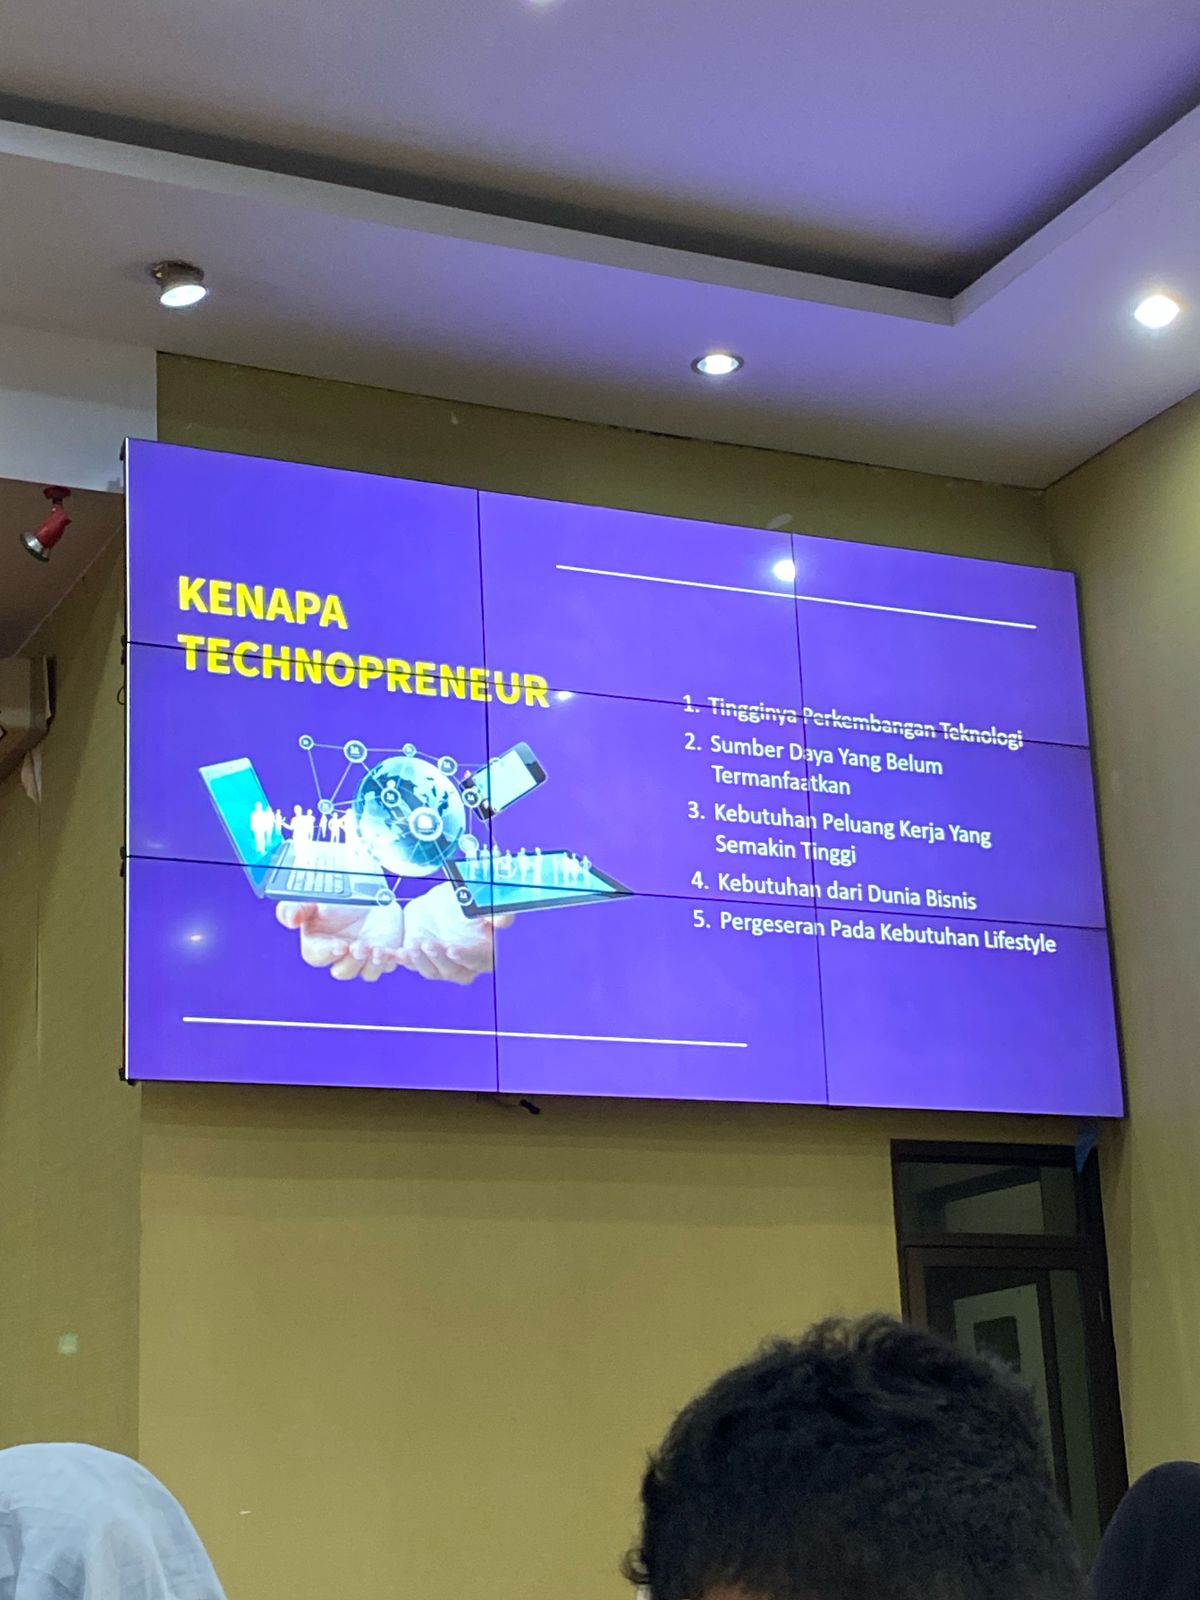 KENAPA
TECHNOPRENEUR
1. Tingginya Perkembangan Teknologi
2. Sumber Daya Yang Belum
Termanfaatkan
3. Kebutuhan Peluang Kerja Yang
Semakin Tinggi
4. Kebutuhan dari Dunia Bisnis
5. Pergeseran Pada Kebutuhan Lifestyle